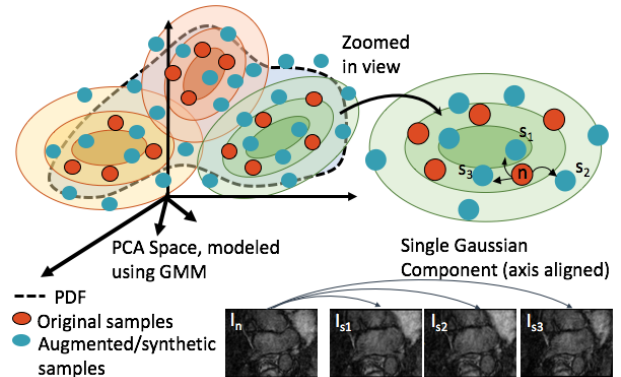 Zoomed
in view
s1
s3
n
s2
PCA Space, modeled
using GMM
Single Gaussian
Component (axis aligned)
PDF
Original samples
Augmented/synthetic
samples
In
Is1
Is2
Is3